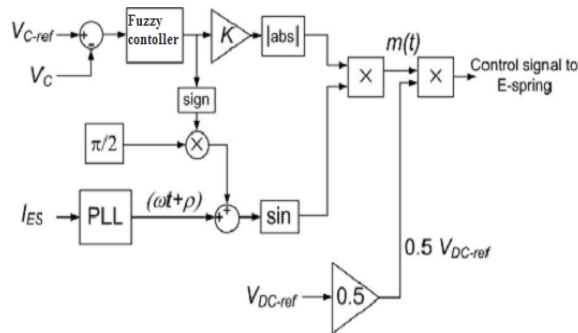 V_C-ref
V_C
Fuzzy
contoller
K
|abs|
×
m(t)
×
Control signal to
E-spring
sign
π/2
×
I_ES
PLL
(ωt+ρ)
sin
0.5 V_DC-ref
V_DC-ref
0.5